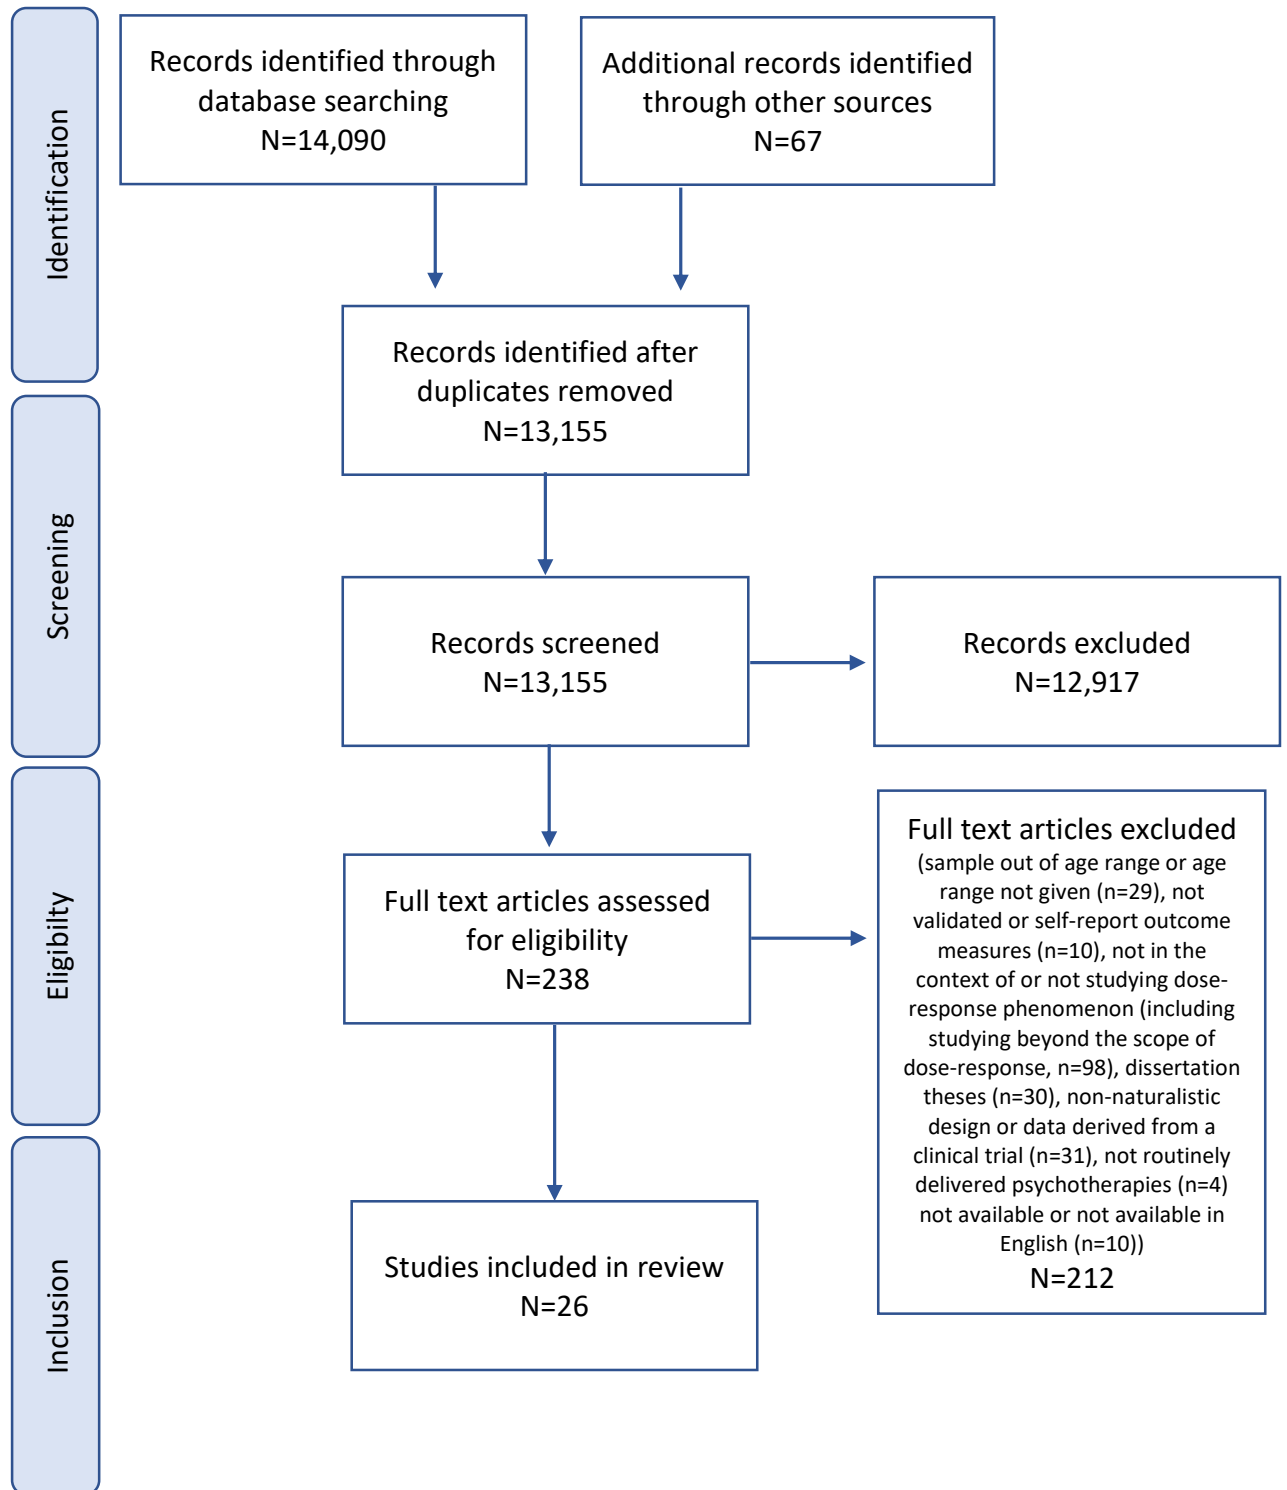 Identification
Records identified through
database searching
N=14,090
Additional records identified
through other sources
N=67
Records identified after
duplicates removed
N=13,155
Screening
Records screened
N=13,155
Records excluded
N=12,917
Eligibilty
Full text articles assessed
for eligibility
N=238
Full text articles excluded
(sample out of age range or age
range not given (n=29), not
validated or self-report outcome
measures (n=10), not in the
context of or not studying dose-
response phenomenon (including
studying beyond the scope of
dose-response, n=98), dissertation
theses (n=30), non-naturalistic
design or data derived from a
clinical trial (n=31), not routinely
delivered psychotherapies (n=4)
not available or not available in
English (n=10))
N=212
Inclusion
Studies included in review
N=26